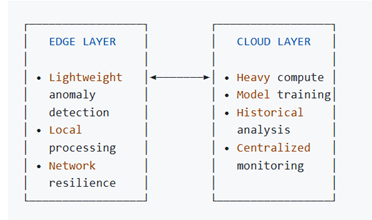 EDGE LAYER
• Lightweight
anomaly
detection
• Local
processing
• Network
resilience
CLOUD LAYER
• Heavy compute
• Model training
• Historical
analysis
• Centralized
monitoring